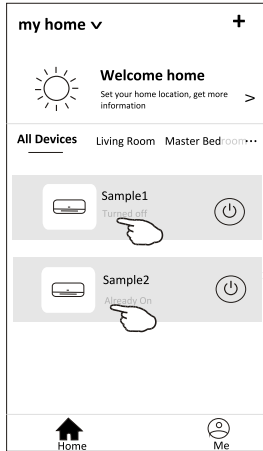 my home
Welcome home
Set your home location, get more
information
All Devices Living Room Master Bedroom
Sample1
Turned off
Sample2
Already On
Home Me